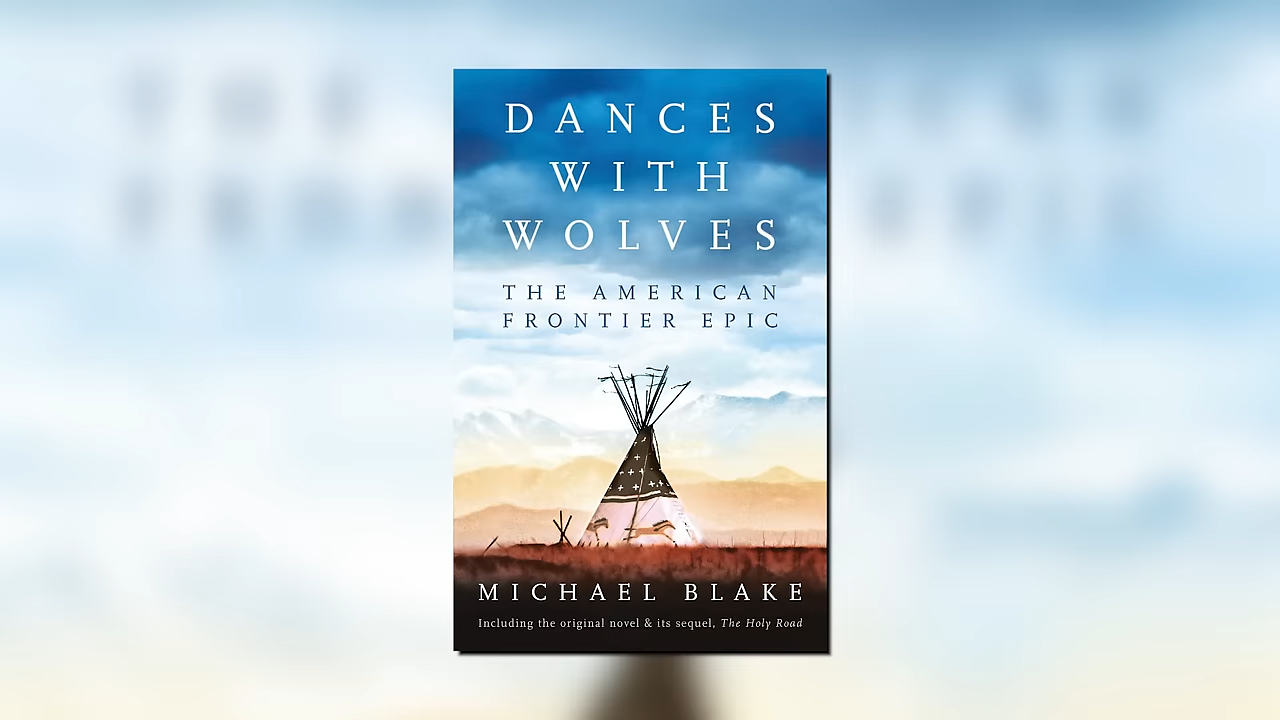 DANCES
WITH
WOLVES
THE AMERICAN
FRONTIER EPIC
MICHAEL BLAKE
Including the original novel & its sequel, The Holy Road